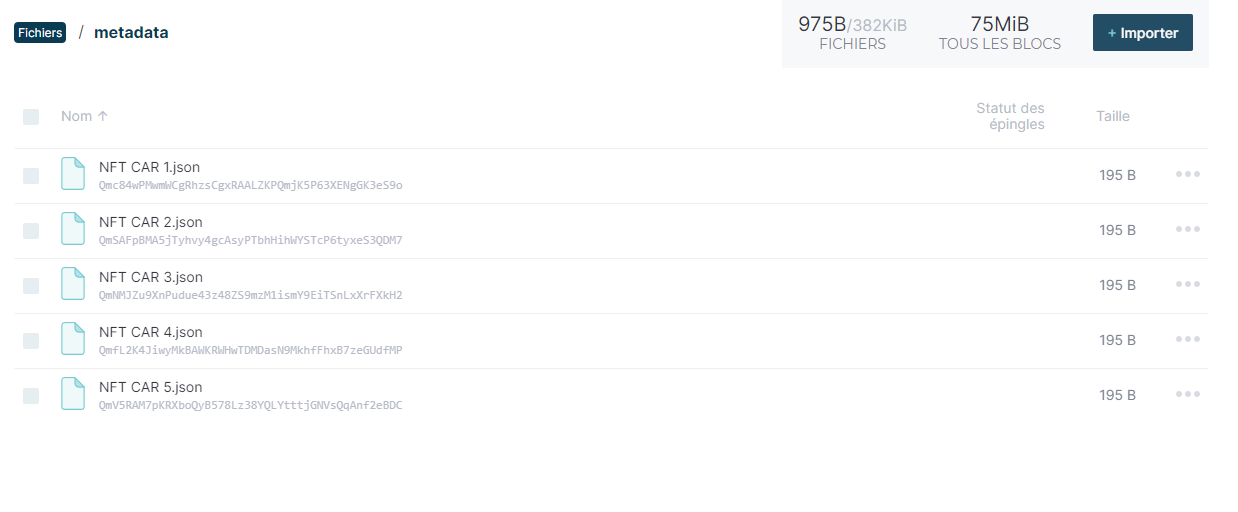 Fichiers / metadata
975B/382KiB
FICHIERS
75MiB
TOUS LES BLOCS
+ Importer
Nom ↑
Statut des
épingles
Taille
NFT CAR 1.json
Qmc84wPMwmWCgRhzsCgxRAALZKPQmjK5P63XENgGK3eS9o
195 B
NFT CAR 2.json
QmSAFpBMA5jTyhvy4gcAsyPTbhHihWYSTcP6tyxeS3QDM7
195 B
NFT CAR 3.json
QmNMJZu9XnPudue43z48ZS9mzM1ismY9EiTSnLxXrFXkH2
195 B
NFT CAR 4.json
QmfL2K4JiwyMkBAWKRWHwTDMDasN9MkhfFhxB7zeGUdfMP
195 B
NFT CAR 5.json
QmV5RAM7pKRXboQyB578Lz38YQLYtttjGNVsQqAnf2eBDC
195 B